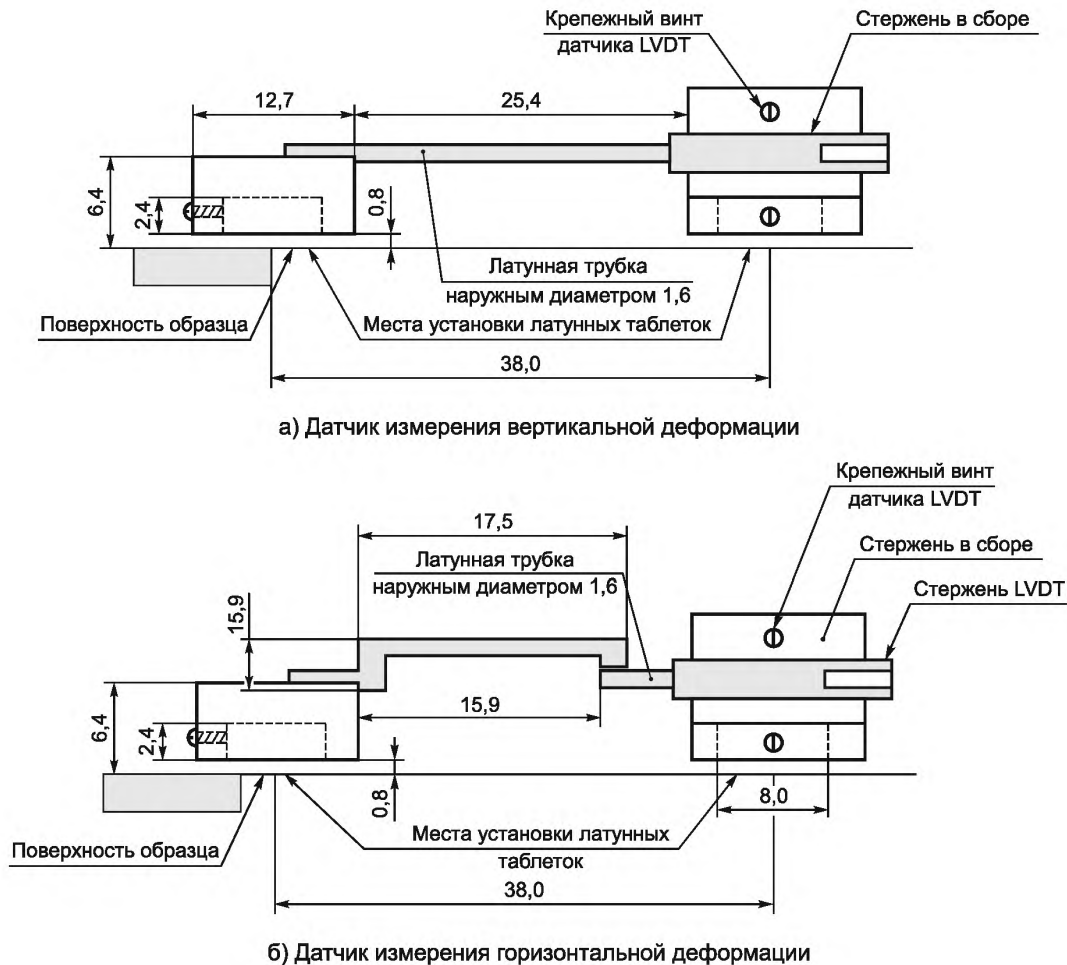 Крепежный винт
датчика LVDT
Стержень в сборе
12,7
25,4
6,4
2,4
0,8
Латунная трубка
наружным диаметром 1,6
Поверхность образца
Места установки латунных таблеток
38,0
а) Датчик измерения вертикальной деформации
Крепежный винт
датчика LVDT
17,5
Стержень в сборе
Латунная трубка
наружным диаметром 1,6
Стержень LVDT
15,9
15,9
6,4
2,4
0,8
8,0
Места установки латунных
таблеток
Поверхность образца
38,0
б) Датчик измерения горизонтальной деформации